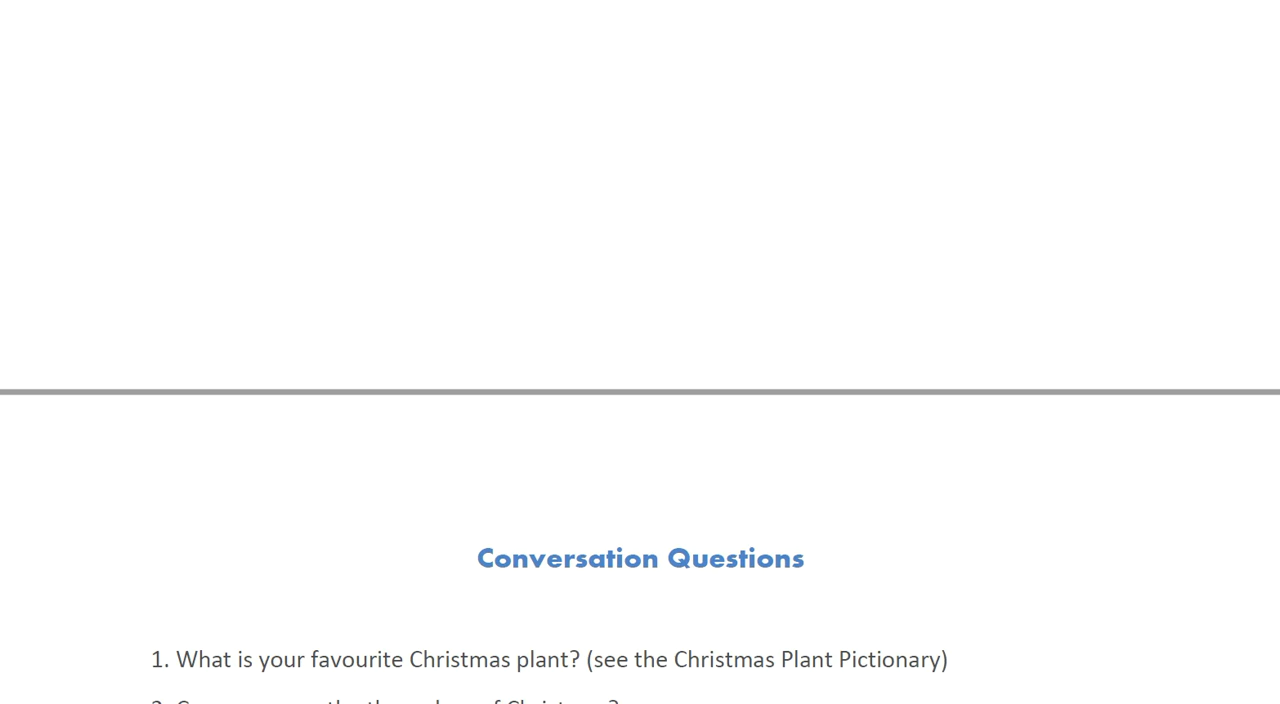 Conversation Questions
1. What is your favourite Christmas plant? (see the Christmas Plant Pictionary)